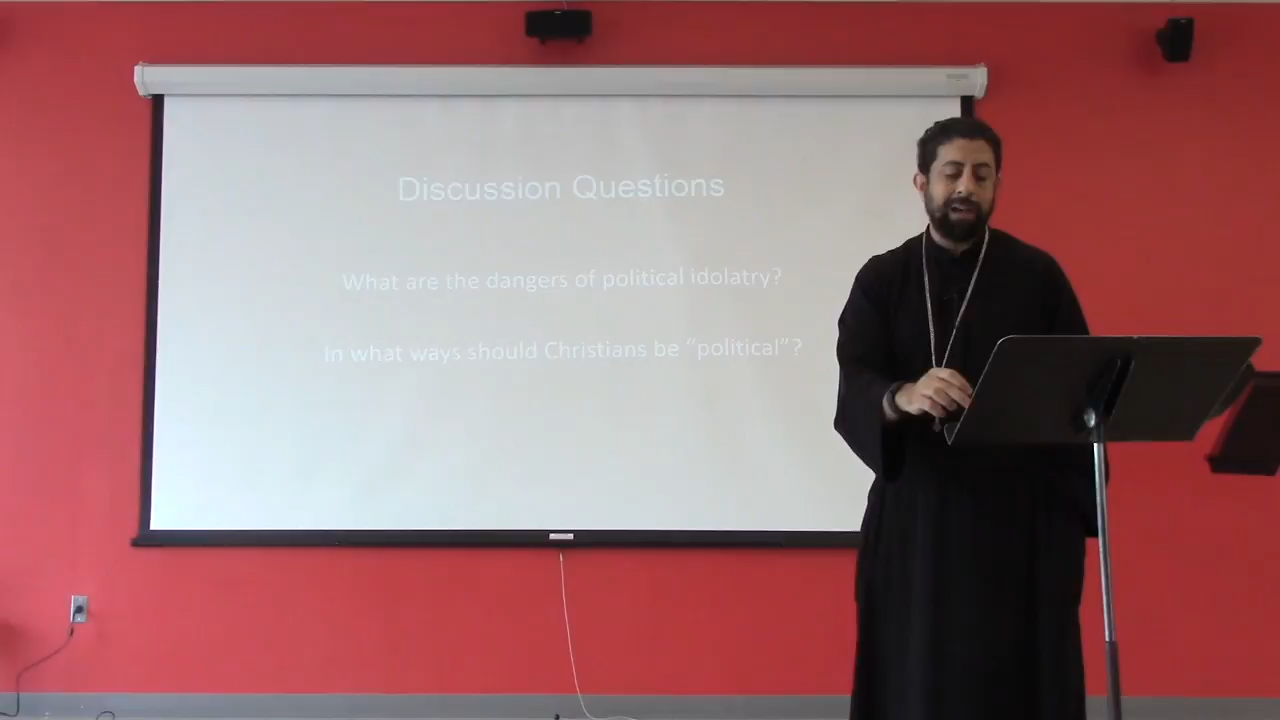 Discussion Questions
What are the dangers of political idolatry?
In what ways should Christians be “political”?